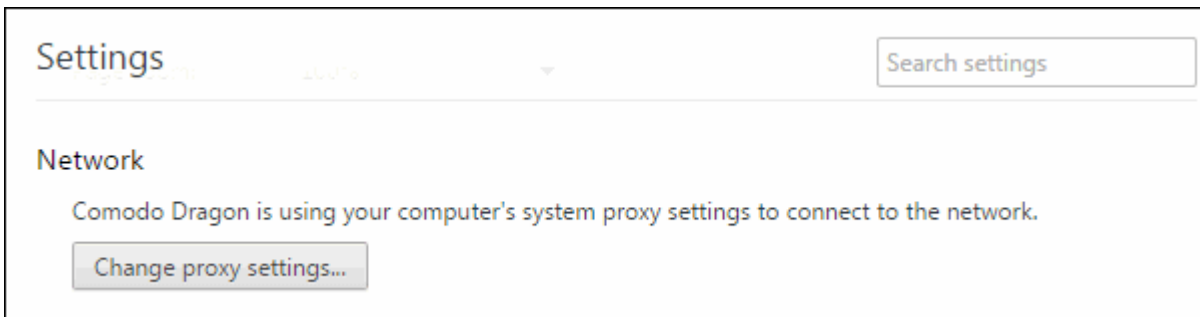 Settings
Search settings
Network
Comodo Dragon is using your computer's system proxy settings to connect to the network.
Change proxy settings...